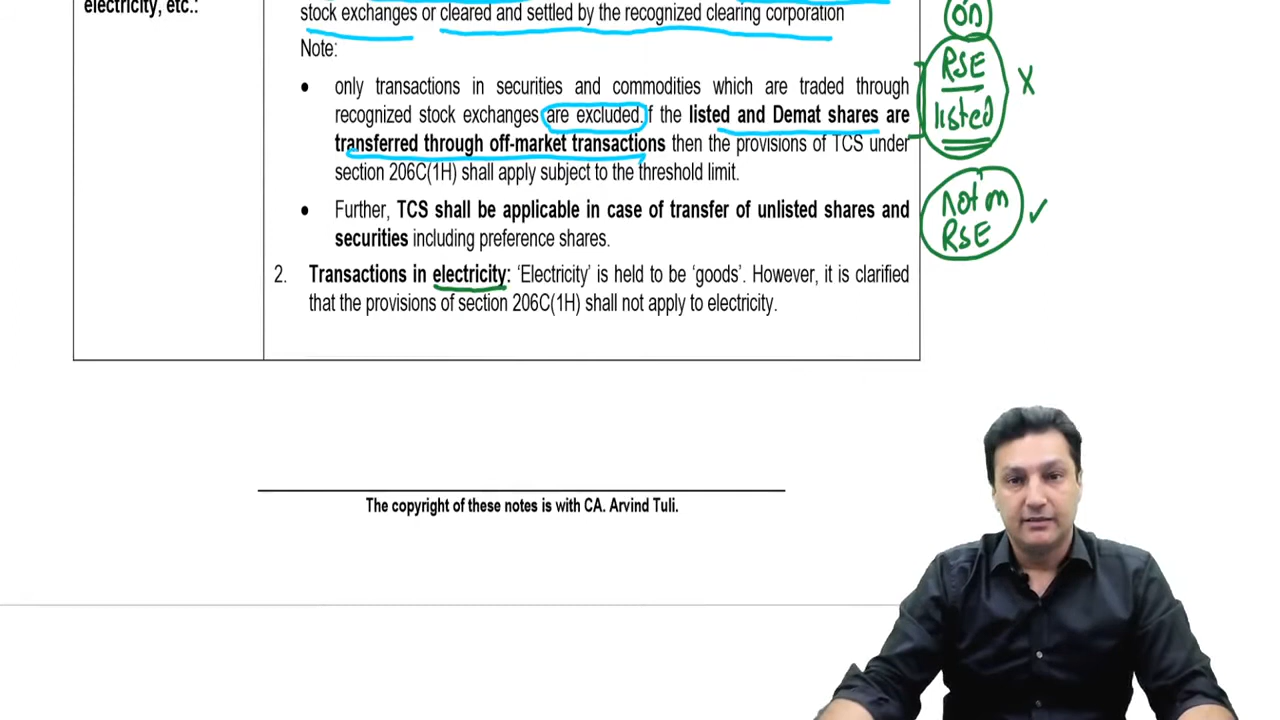 electricity, etc.:
stock exchanges or cleared and settled by the recognized clearing corporation
Note:
• only transactions in securities and commodities which are traded through
recognized stock exchanges are excluded. If the listed and Demat shares are
transferred through off-market transactions then the provisions of TCS under
section 206C(1H) shall apply subject to the threshold limit.
• Further, TCS shall be applicable in case of transfer of unlisted shares and
securities including preference shares.
2. Transactions in electricity: ‘Electricity’ is held to be ‘goods’. However, it is clarified
that the provisions of section 206C(1H) shall not apply to electricity.
on
RSE
listed
X
not on
RSE
✓
The copyright of these notes is with CA. Arvind Tuli.